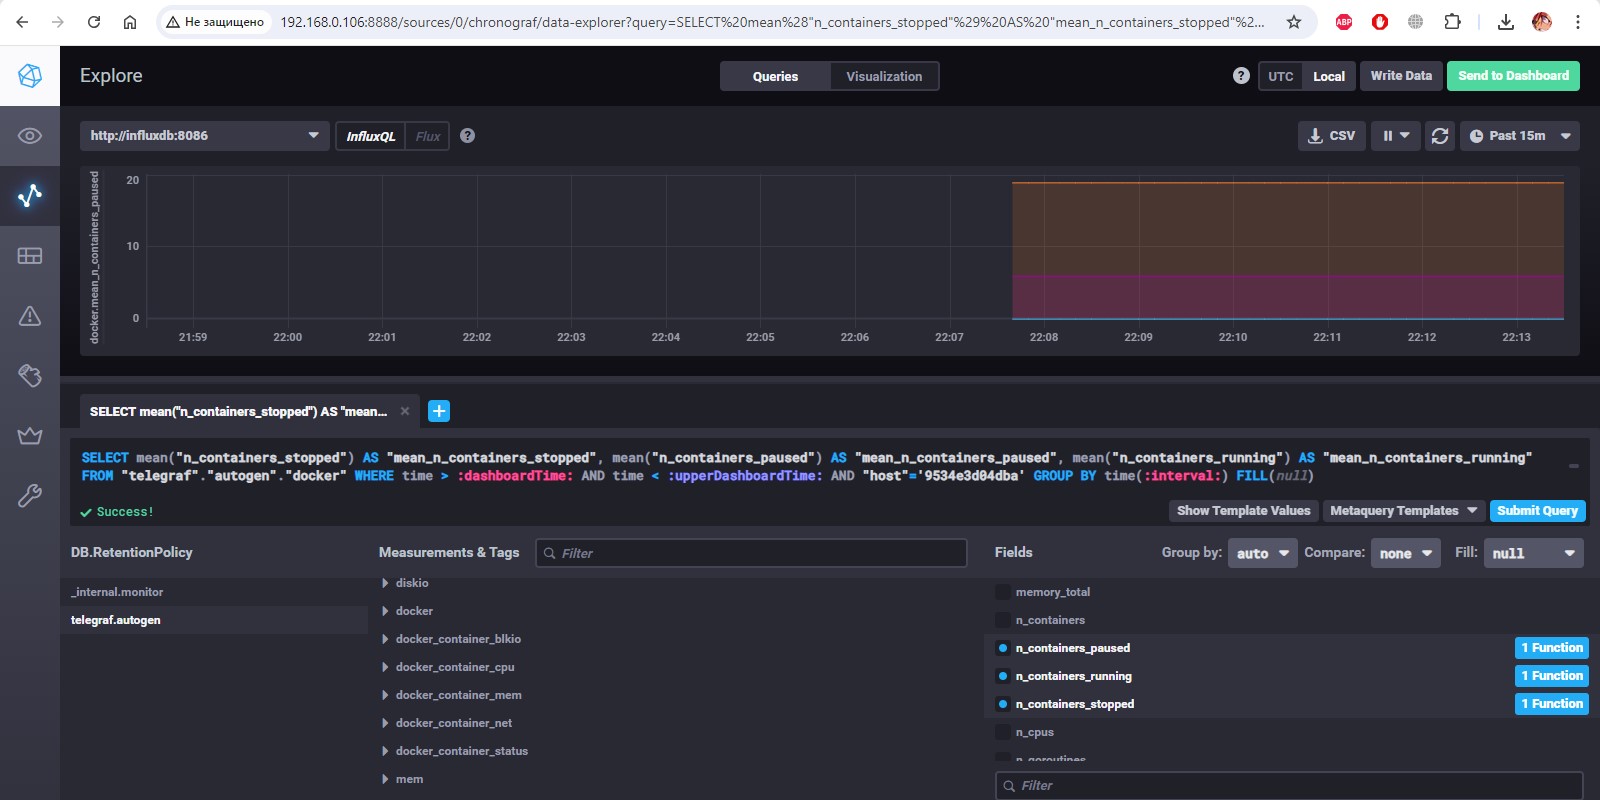 Не защищено
192.168.0.106:8888/sources/0/chronograf/data-explorer?query=SELECT%20mean%28"n_containers_stopped"%29%20AS%20"mean_n_containers_stopped"%2...
ABP
Explore
Queries
Visualization
?
UTC
Local
Write Data
Send to Dashboard
http://influxdb:8086
InfluxQL
Flux
?
CSV
Past 15m
docker.mean_n_containers_paused
20
10
0
21:59
22:00
22:01
22:02
22:03
22:04
22:05
22:06
22:07
22:08
22:09
22:10
22:11
22:12
22:13
SELECT mean("n_containers_stopped") AS "mean...
SELECT mean("n_containers_stopped") AS "mean_n_containers_stopped", mean("n_containers_paused") AS "mean_n_containers_paused", mean("n_containers_running") AS "mean_n_containers_running"
FROM "telegraf"."autogen"."docker" WHERE time > :dashboardTime: AND time < :upperDashboardTime: AND "host"='9534e3d04dba' GROUP BY time(:interval:) FILL(null)
Success!
Show Template Values
Metaquery Templates
Submit Query
DB.RetentionPolicy
_internal.monitor
telegraf.autogen
Measurements & Tags
Filter
diskio
docker
docker_container_blkio
docker_container_cpu
docker_container_mem
docker_container_net
docker_container_status
mem
Fields
Group by: auto
Compare: none
Fill: null
memory_total
n_containers
n_containers_paused
1 Function
n_containers_running
1 Function
n_containers_stopped
1 Function
n_cpus
n_goroutines
Filter